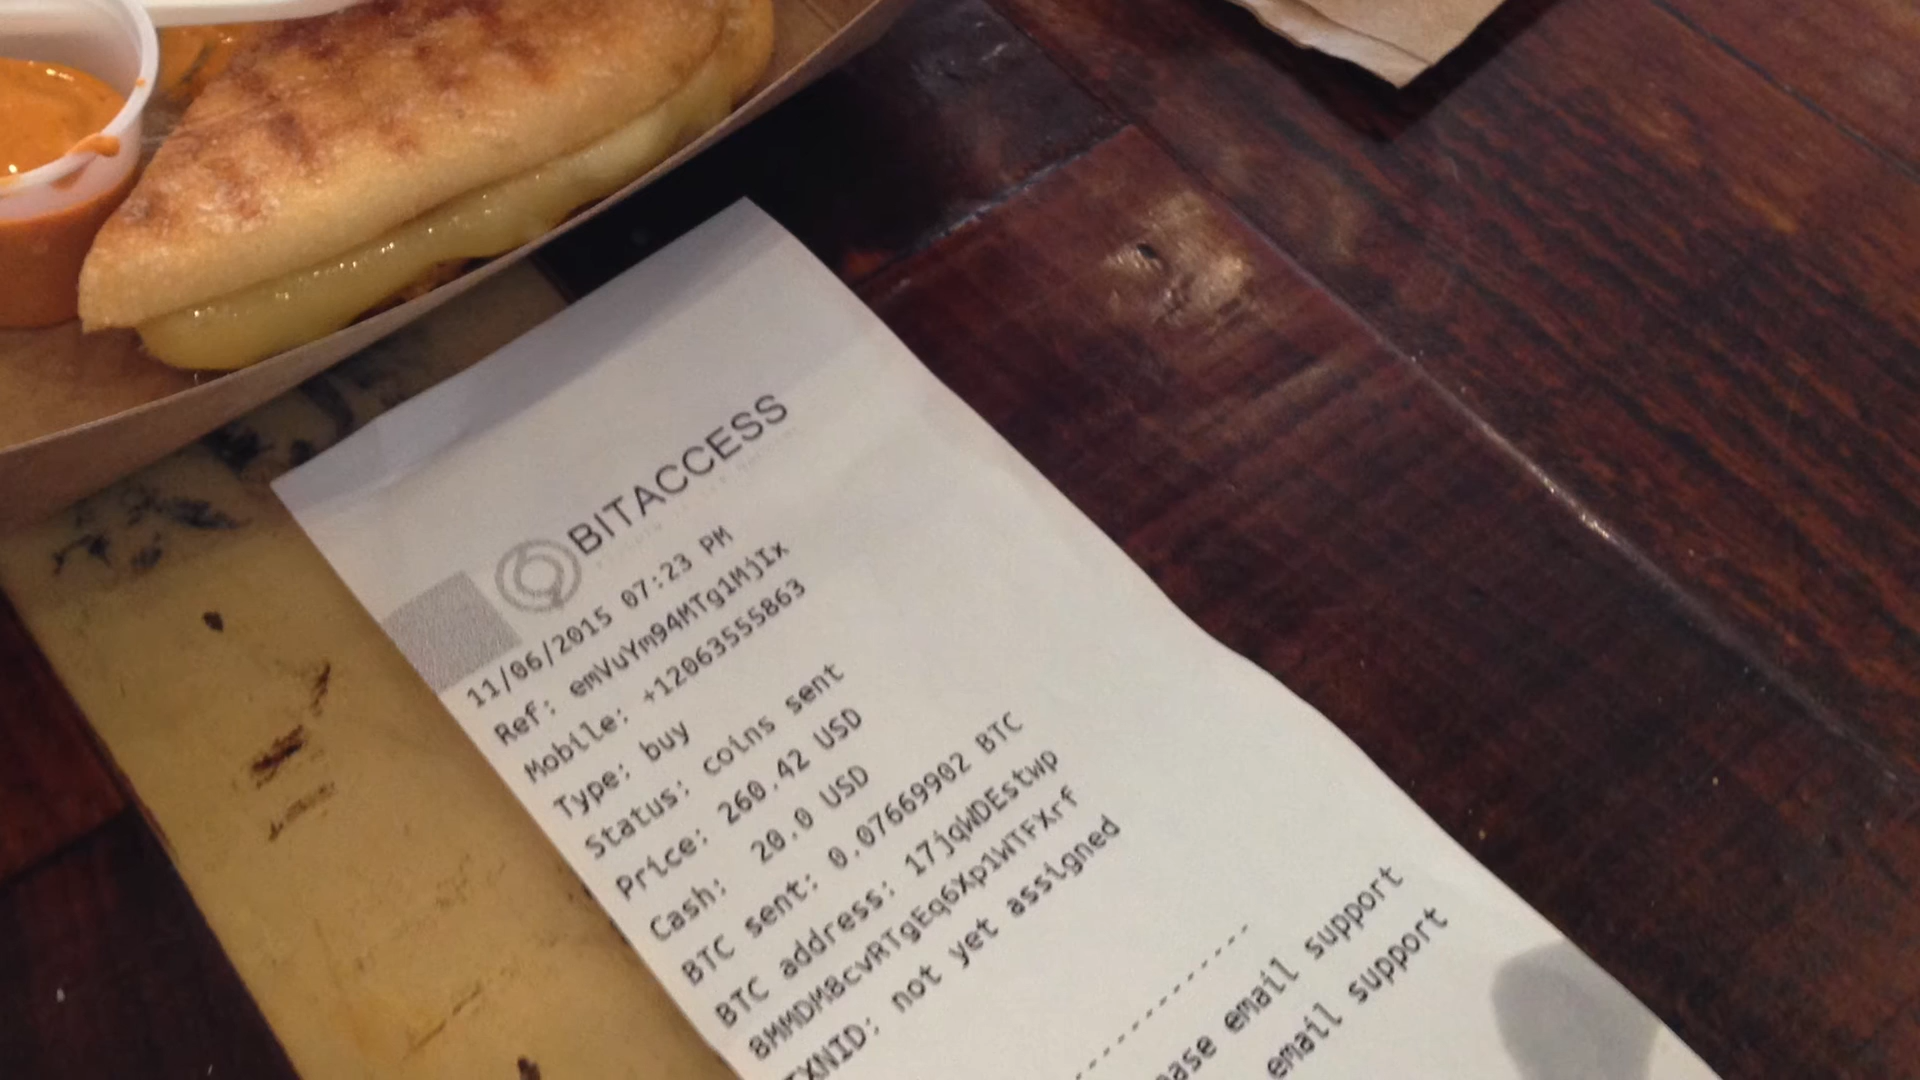 BITACCESS
11/06/2015 07:23 PM
Ref: emVuYm94MTg1MjIx
Mobile: +12063555863
Type: buy
Status: coins sent
Price: 260.42 USD
Cash: 20.0 USD
BTC sent: 0.07669902 BTC
BTC address: 17jqWDEstwp
8MMDM8cvRTgEq6Xp1WTFXrf
TXNID: not yet assigned
--------------------
ase email support
email support